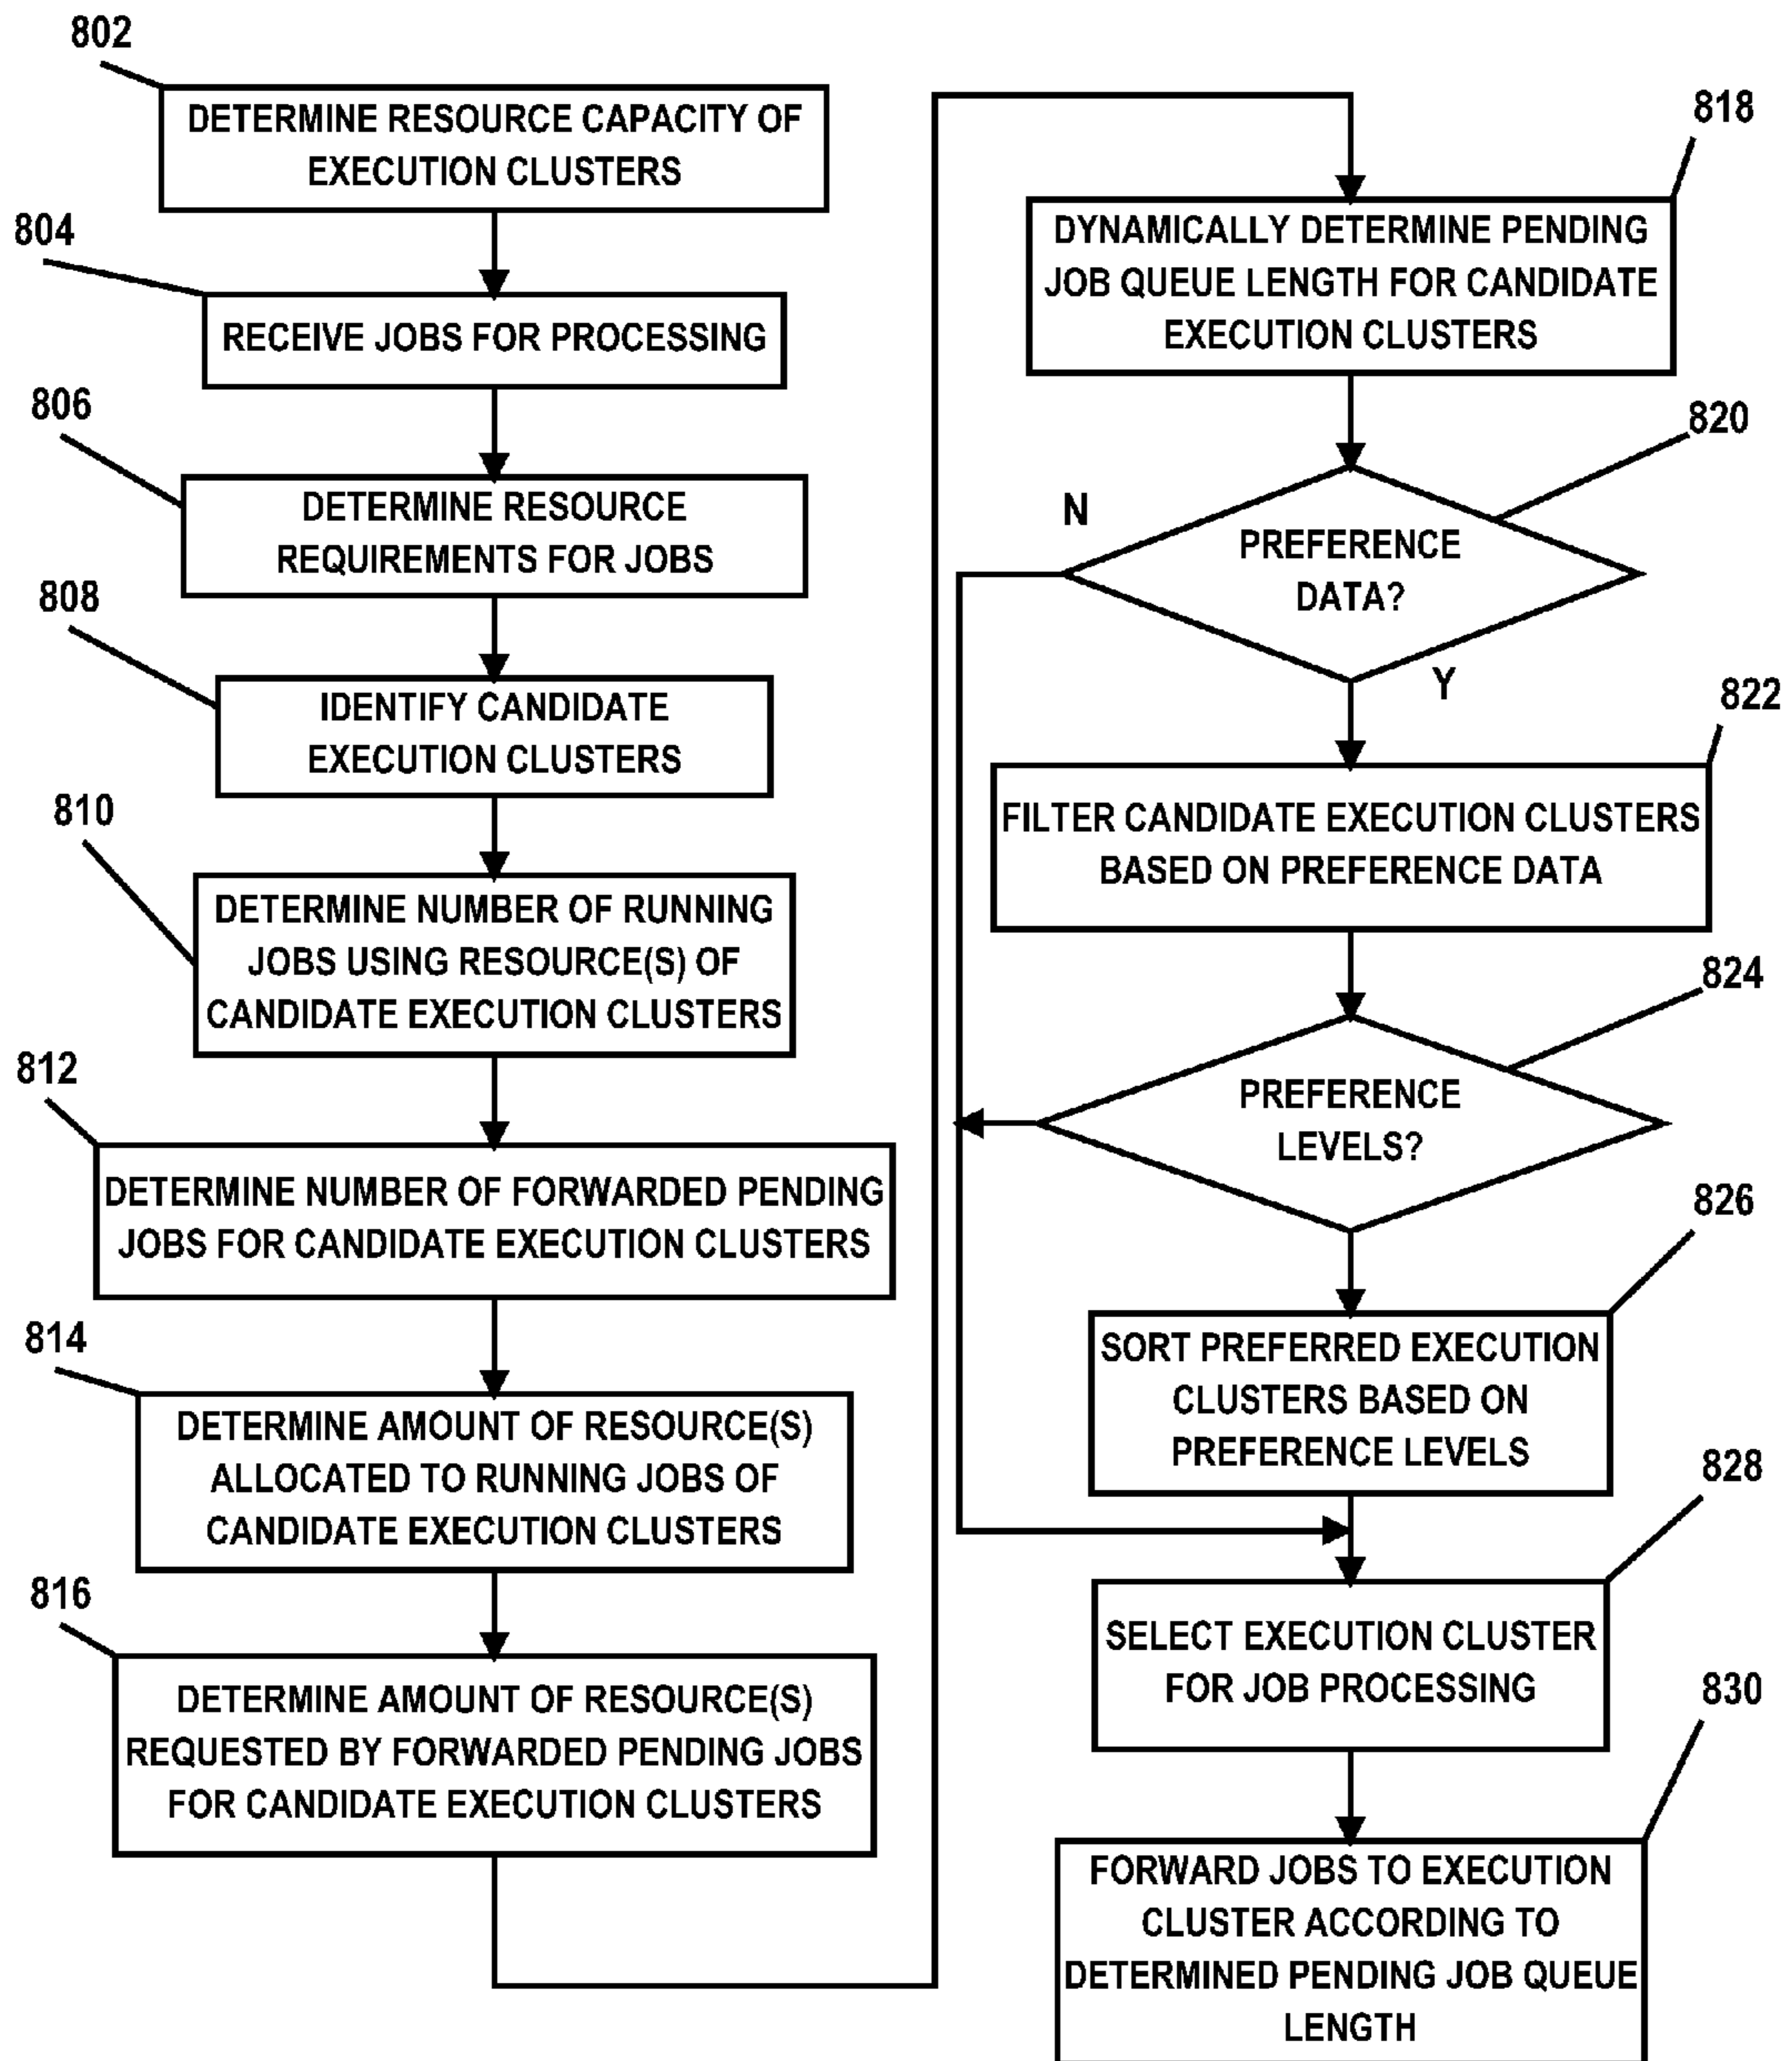 802
DETERMINE RESOURCE CAPACITY OF
EXECUTION CLUSTERS
804
RECEIVE JOBS FOR PROCESSING
806
DETERMINE RESOURCE
REQUIREMENTS FOR JOBS
808
IDENTIFY CANDIDATE
EXECUTION CLUSTERS
810
DETERMINE NUMBER OF RUNNING
JOBS USING RESOURCE(S) OF
CANDIDATE EXECUTION CLUSTERS
812
DETERMINE NUMBER OF FORWARDED PENDING
JOBS FOR CANDIDATE EXECUTION CLUSTERS
814
DETERMINE AMOUNT OF RESOURCE(S)
ALLOCATED TO RUNNING JOBS OF
CANDIDATE EXECUTION CLUSTERS
816
DETERMINE AMOUNT OF RESOURCE(S)
REQUESTED BY FORWARDED PENDING JOBS
FOR CANDIDATE EXECUTION CLUSTERS
818
DYNAMICALLY DETERMINE PENDING
JOB QUEUE LENGTH FOR CANDIDATE
EXECUTION CLUSTERS
820
N
PREFERENCE
DATA?
Y
822
FILTER CANDIDATE EXECUTION CLUSTERS
BASED ON PREFERENCE DATA
824
PREFERENCE
LEVELS?
826
SORT PREFERRED EXECUTION
CLUSTERS BASED ON
PREFERENCE LEVELS
828
SELECT EXECUTION CLUSTER
FOR JOB PROCESSING
830
FORWARD JOBS TO EXECUTION
CLUSTER ACCORDING TO
DETERMINED PENDING JOB QUEUE
LENGTH